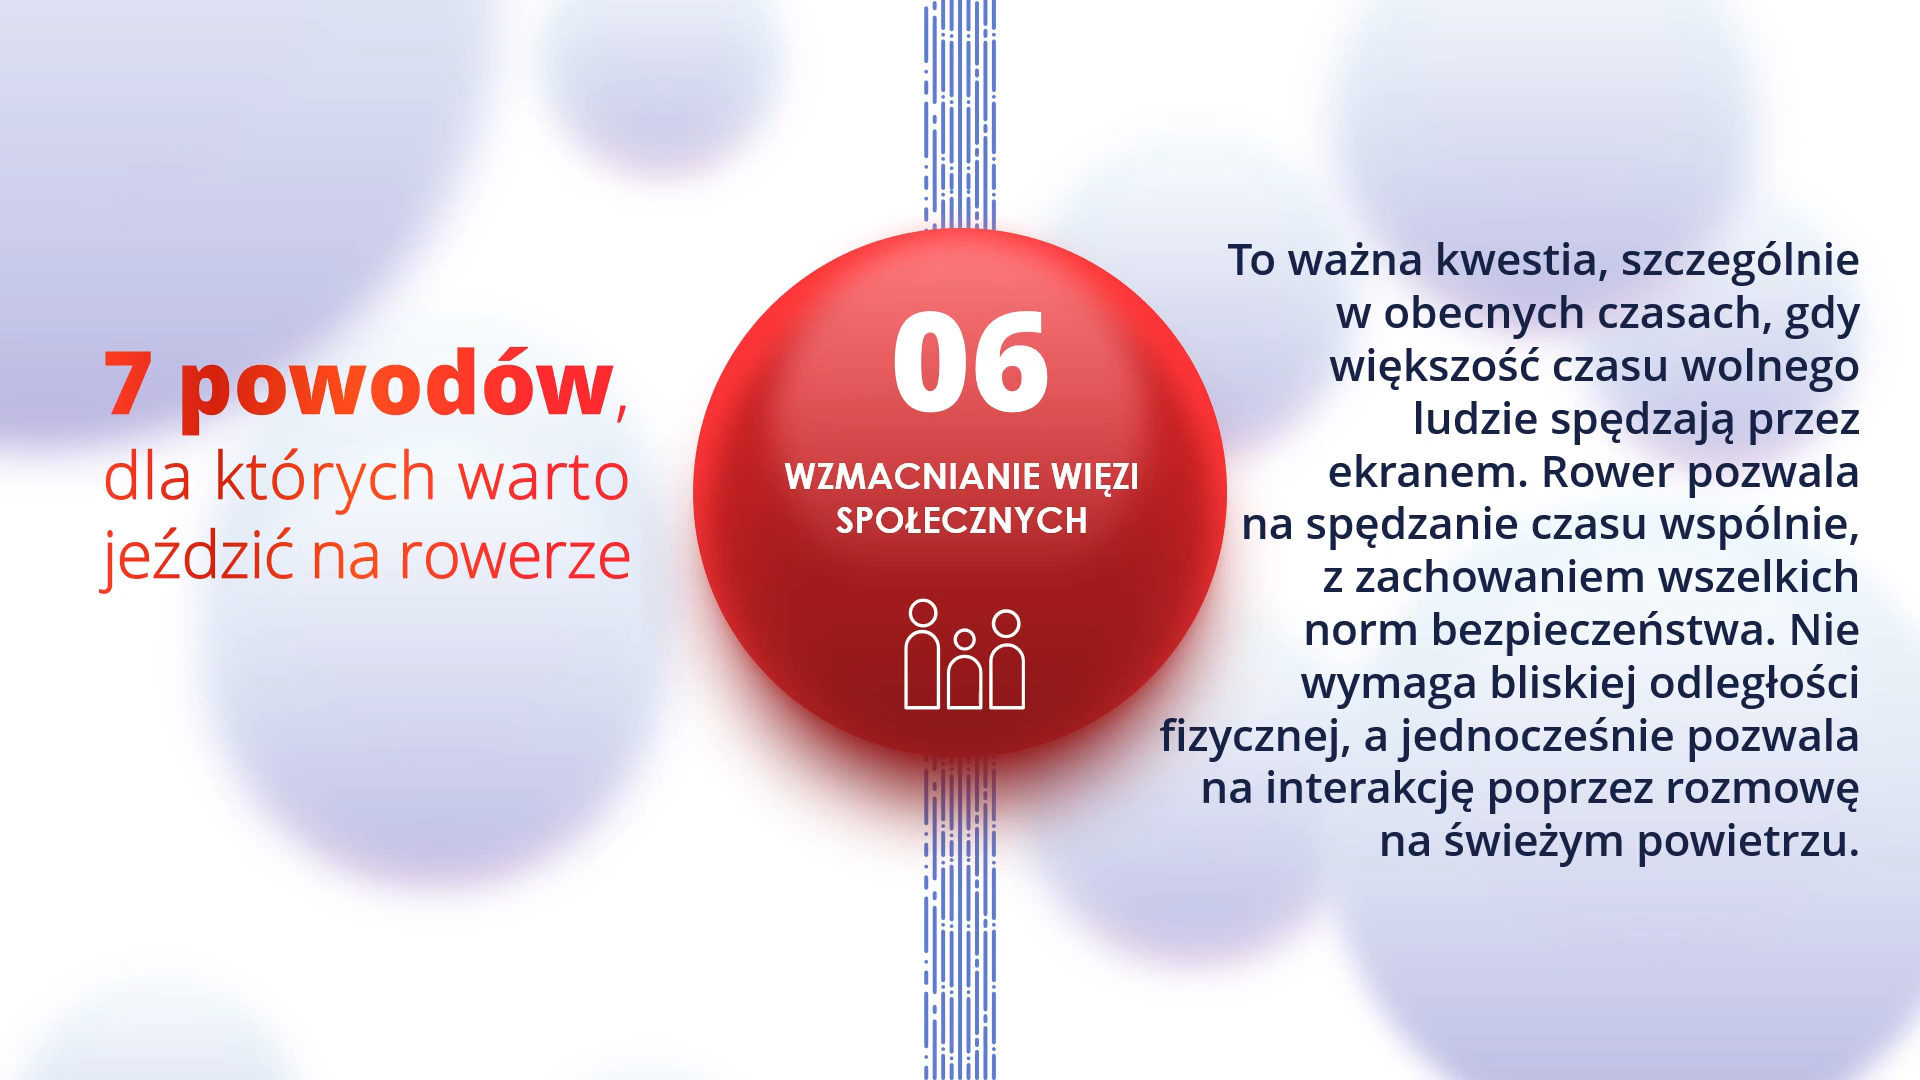 7 powodów,
dla których warto
jeździć na rowerze
06
WZMACNIANIE WIĘZI
SPOŁECZNYCH
To ważna kwestia, szczególnie
w obecnych czasach, gdy
większość czasu wolnego
ludzie spędzają przez
ekranem. Rower pozwala
na spędzanie czasu wspólnie,
z zachowaniem wszelkich
norm bezpieczeństwa. Nie
wymaga bliskiej odległości
fizycznej, a jednocześnie pozwala
na interakcję poprzez rozmowę
na świeżym powietrzu.